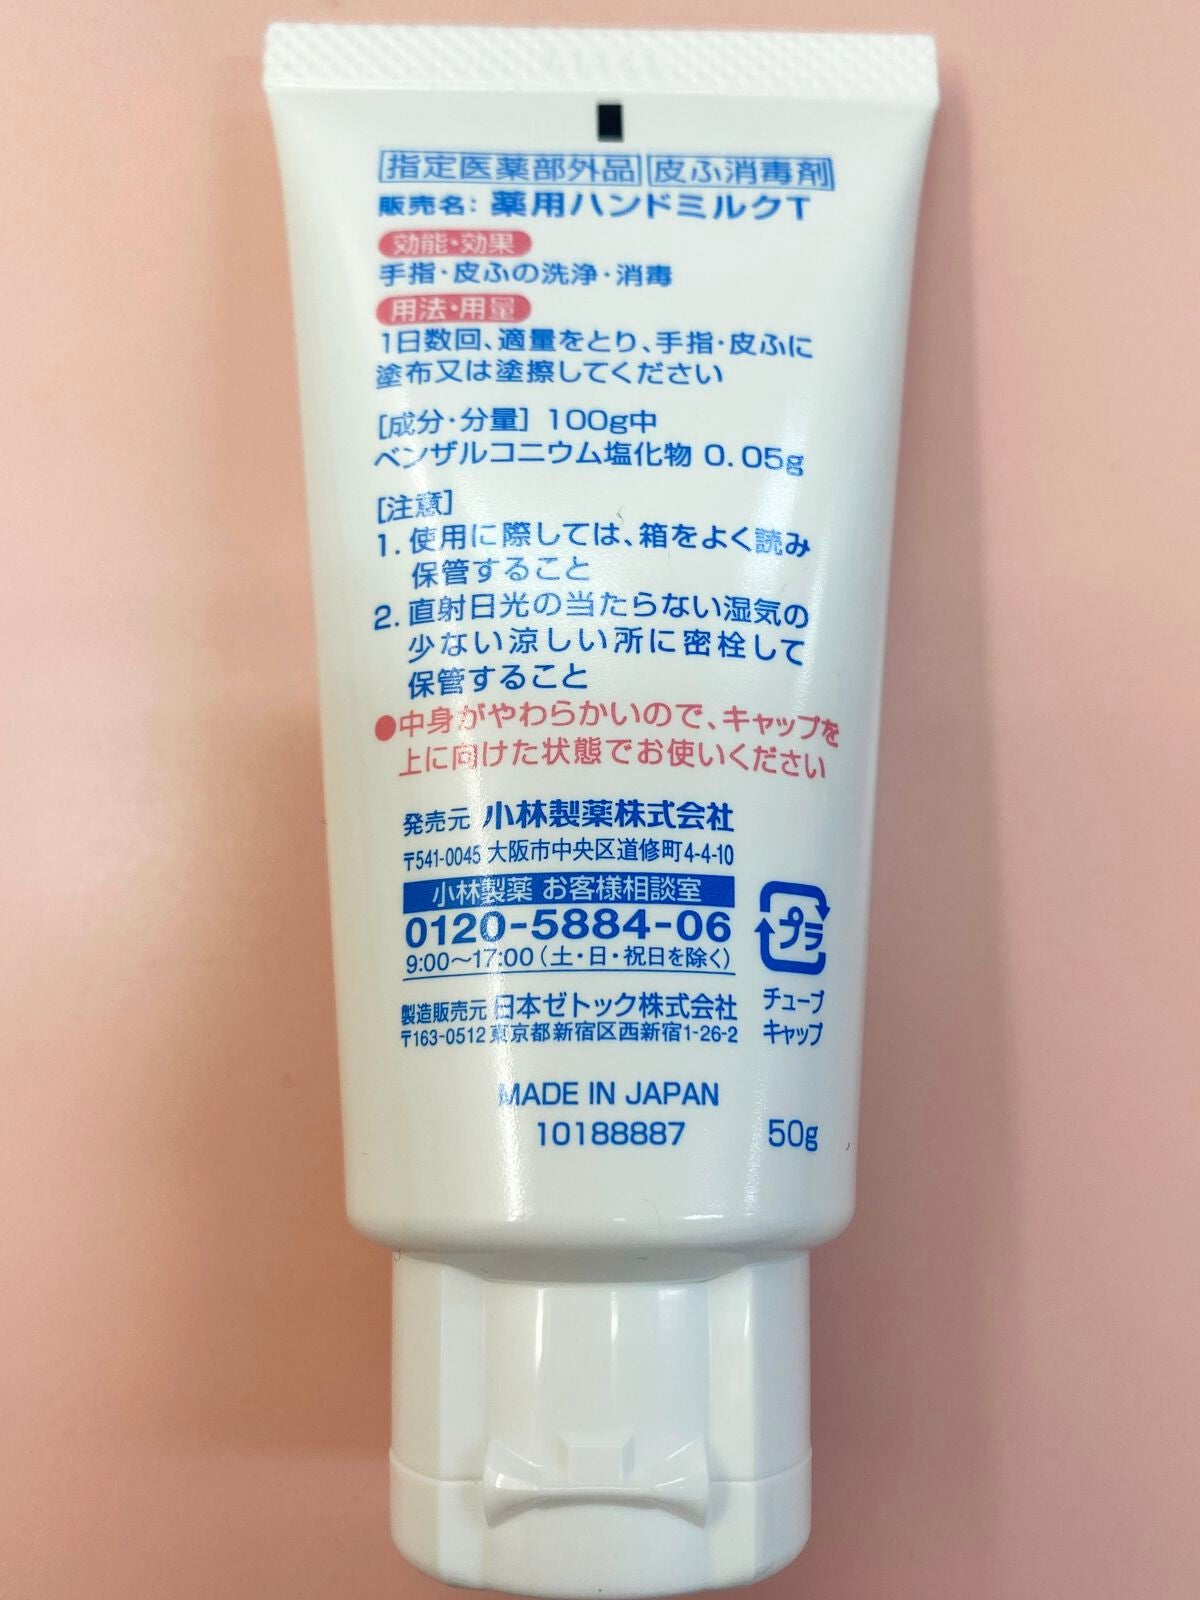 指定医薬部外品 皮ふ消毒剤
販売名: 薬用ハンドミルクT
効能・効果
手指・皮ふの洗浄・消毒
用法・用量
1日数回、適量をとり、手指・皮ふに
塗布又は塗擦してください
[成分・分量] 100g中
ベンザルコニウム塩化物 0.05g
[注意]
1. 使用に際しては、箱をよく読み
保管すること
2. 直射日光の当たらない湿気の
少ない涼しい所に密栓して
保管すること
●中身がやわらかいので、キャップを
上に向けた状態でお使いください
発売元 小林製薬株式会社
〒541-0045 大阪市中央区道修町4-4-10
小林製薬 お客様相談室
0120-5884-06
9:00〜17:00(土・日・祝日を除く)
製造販売元 日本ゼトック株式会社
〒163-0512 東京都新宿区西新宿1-26-2
プラ
チューブ
キャップ
MADE IN JAPAN
10188887 50g